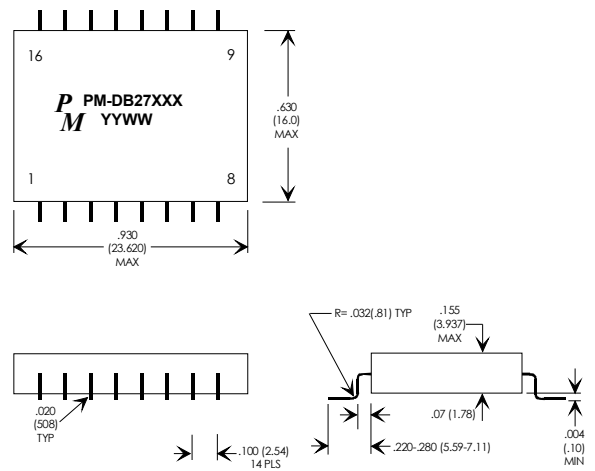 16 9
P M PM-DB27XXX
YYWW
1 8
.630
(16.0)
MAX
.930
(23.620)
MAX
R= .032(.81) TYP
.155
(3.937)
MAX
.020
(508)
TYP
.100 (2.54)
14 PLS
.07 (1.78)
.220-.280 (5.59-7.11)
.004
(.10)
MIN